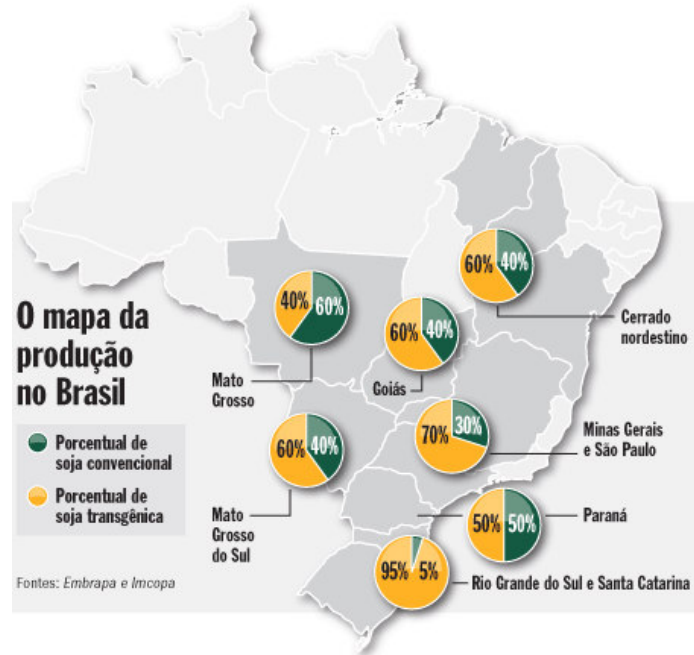 O mapa da
produção
no Brasil
Porcentual de
soja convencional
Porcentual de
soja transgênica
Fontes: Embrapa e Imcopa
60% 40%
Cerrado
nordestino
40% 60%
Mato
Grosso
60% 40%
Goiás
70% 30%
Minas Gerais
e São Paulo
60% 40%
Mato
Grosso
do Sul
50% 50%
Paraná
95% 5%
Rio Grande do Sul e Santa Catarina